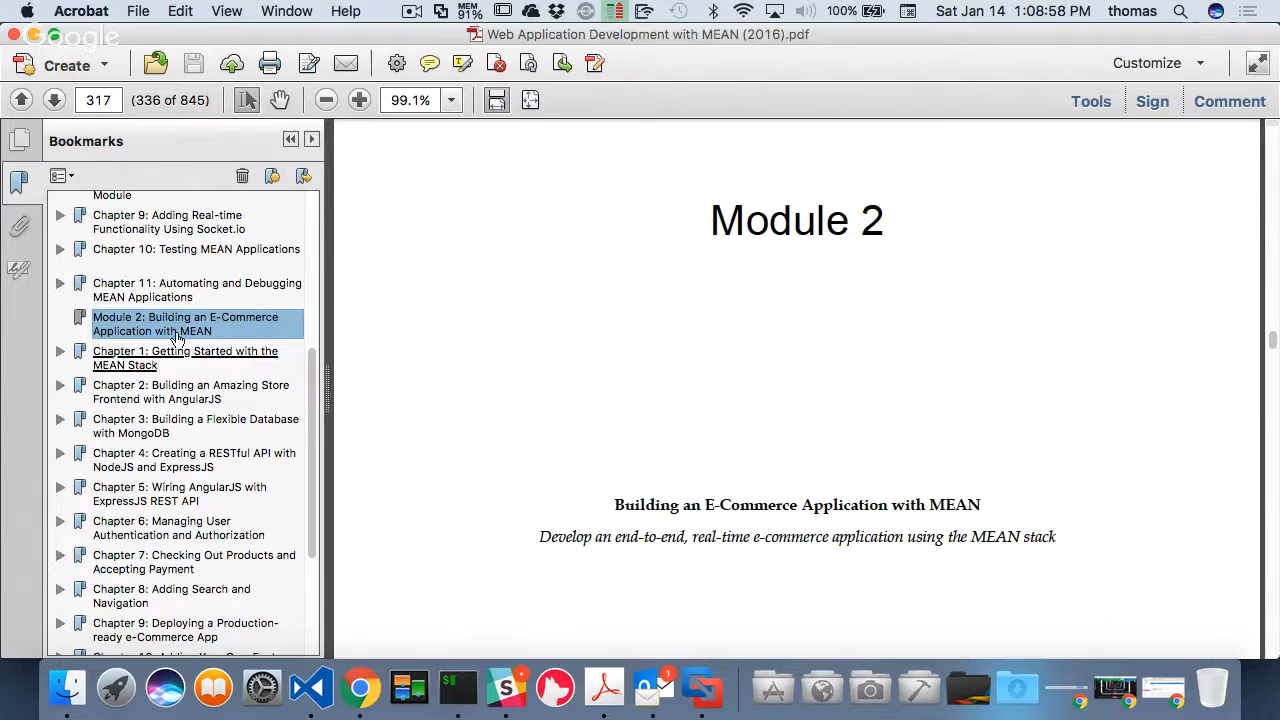 Acrobat File Edit View Window Help MEM 91% 100% Sat Jan 14 1:08:58 PM thomas
Google
Web Application Development with MEAN (2016).pdf
Create Customize
317 (336 of 845) 99.1% Tools Sign Comment
Bookmarks
Module
Chapter 9: Adding Real-time
Functionality Using Socket.io
Chapter 10: Testing MEAN Applications
Chapter 11: Automating and Debugging
MEAN Applications
Module 2: Building an E-Commerce
Application with MEAN
Chapter 1: Getting Started with the
MEAN Stack
Chapter 2: Building an Amazing Store
Frontend with AngularJS
Chapter 3: Building a Flexible Database
with MongoDB
Chapter 4: Creating a RESTful API with
NodeJS and ExpressJS
Chapter 5: Wiring AngularJS with
ExpressJS REST API
Chapter 6: Managing User
Authentication and Authorization
Chapter 7: Checking Out Products and
Accepting Payment
Chapter 8: Adding Search and
Navigation
Chapter 9: Deploying a Production-
ready e-Commerce App
Module 2
Building an E-Commerce Application with MEAN
Develop an end-to-end, real-time e-commerce application using the MEAN stack
1